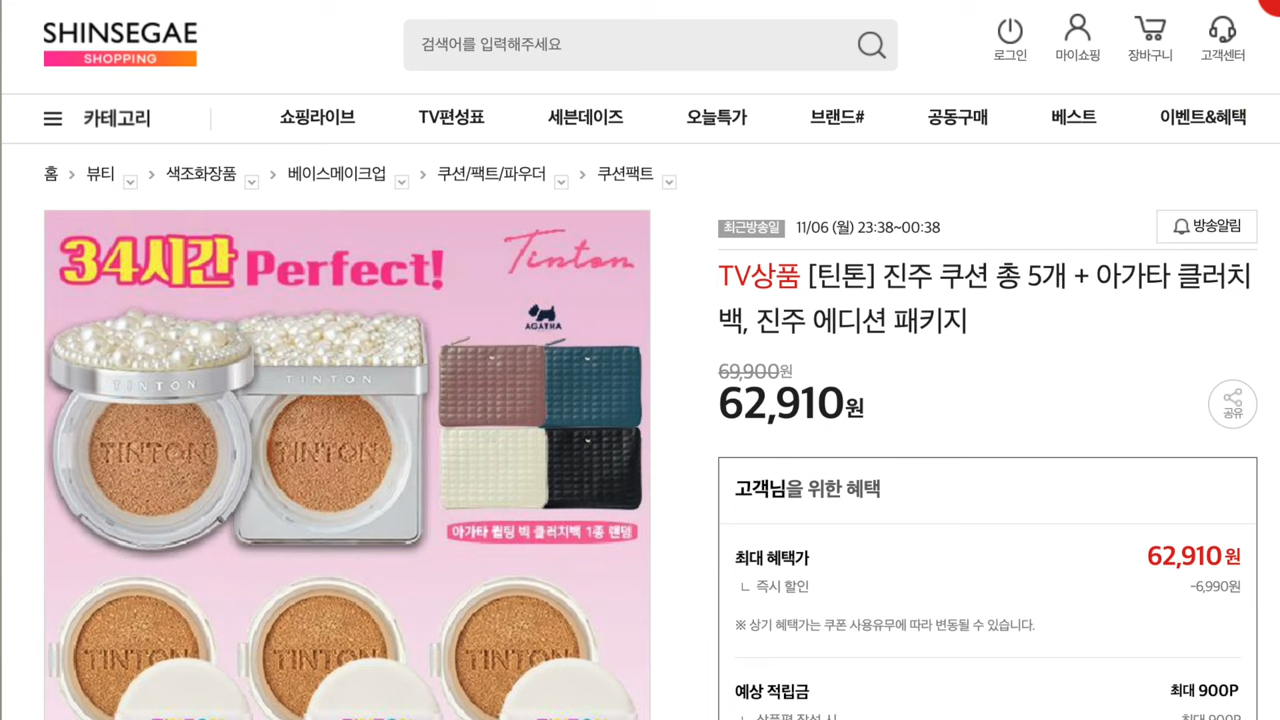 SHINSEGAE
SHOPPING
검색어를 입력해주세요
로그인
마이쇼핑
장바구니
고객센터
카테고리
쇼핑라이브
TV편성표
세븐데이즈
오늘특가
브랜드#
공동구매
베스트
이벤트&혜택
홈 > 뷰티 > 색조화장품 > 베이스메이크업 > 쿠션/팩트/파우더 > 쿠션팩트
34시간 Perfect!
Tinton
AGATHA
TINTON
TINTON
TINTON
TINTON
아가타 퀼팅 빅 클러치백 1종 랜덤
TINTON
TINTON
TINTON
최근방송일 11/06 (월) 23:38~00:38
방송알림
TV상품 [틴톤] 진주 쿠션 총 5개 + 아가타 클러치
백, 진주 에디션 패키지
69,900원
62,910원
공유
고객님을 위한 혜택
최대 혜택가 62,910원
ㄴ 즉시 할인 -6,990원
※ 상기 혜택가는 쿠폰 사용유무에 따라 변동될 수 있습니다.
예상 적립금 최대 900P
ㄴ 상품평 작성 시 최대 900P